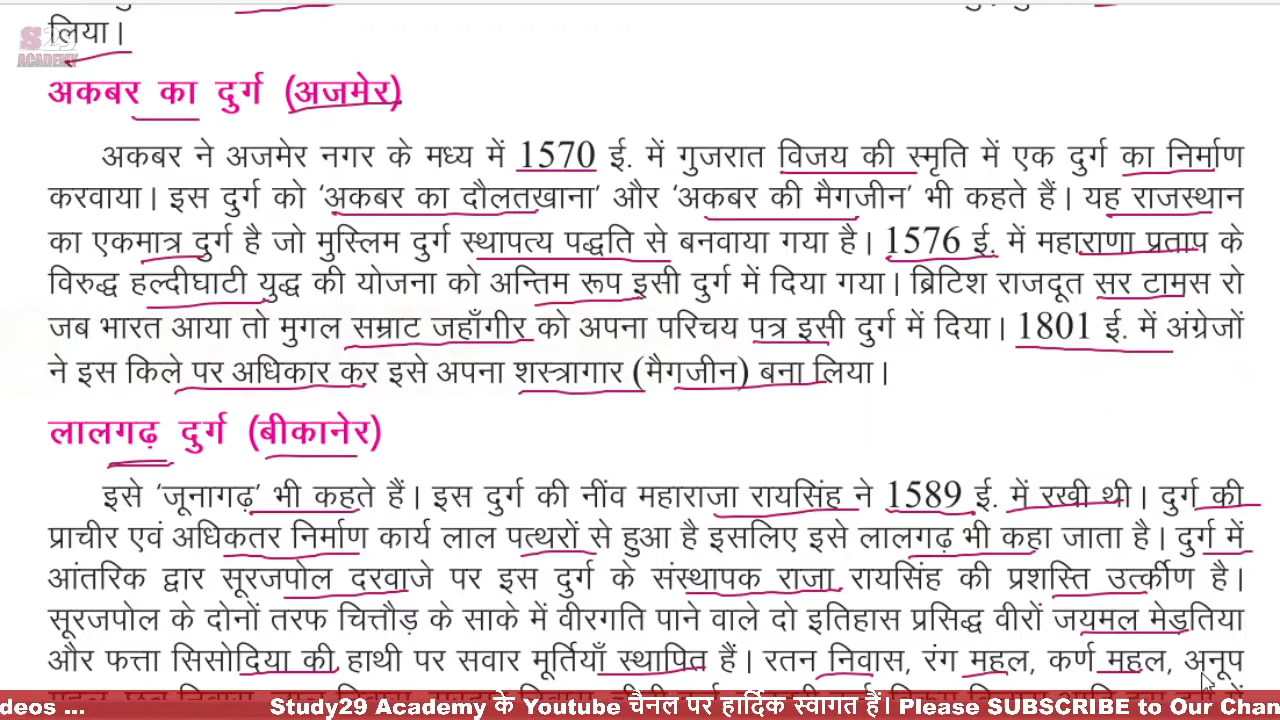 लिया।
S29
ACADEMY
अकबर का दुर्ग (अजमेर)
अकबर ने अजमेर नगर के मध्य में 1570 ई. में गुजरात विजय की स्मृति में एक दुर्ग का निर्माण
करवाया। इस दुर्ग को 'अकबर का दौलतखाना' और 'अकबर की मैगजीन' भी कहते हैं। यह राजस्थान
का एकमात्र दुर्ग है जो मुस्लिम दुर्ग स्थापत्य पद्धति से बनवाया गया है। 1576 ई. में महाराणा प्रताप के
विरुद्ध हल्दीघाटी युद्ध की योजना को अन्तिम रूप इसी दुर्ग में दिया गया। ब्रिटिश राजदूत सर टामस रो
जब भारत आया तो मुगल सम्राट जहाँगीर को अपना परिचय पत्र इसी दुर्ग में दिया। 1801 ई. में अंग्रेजों
ने इस किले पर अधिकार कर इसे अपना शस्त्रागार (मैगजीन) बना लिया।
लालगढ़ दुर्ग (बीकानेर)
इसे 'जूनागढ़' भी कहते हैं। इस दुर्ग की नींव महाराजा रायसिंह ने 1589 ई. में रखी थी। दुर्ग की
प्राचीर एवं अधिकतर निर्माण कार्य लाल पत्थरों से हुआ है इसलिए इसे लालगढ़ भी कहा जाता है। दुर्ग में
आंतरिक द्वार सूरजपोल दरवाजे पर इस दुर्ग के संस्थापक राजा रायसिंह की प्रशस्ति उत्कीर्ण है।
सूरजपोल के दोनों तरफ चित्तौड़ के साके में वीरगति पाने वाले दो इतिहास प्रसिद्ध वीरों जयमल मेड़तिया
और फत्ता सिसोदिया की हाथी पर सवार मूर्तियाँ स्थापित हैं। रतन निवास, रंग महल, कर्ण महल, अनूप
deos ... Study29 Academy के Youtube चैनल पर हार्दिक स्वागत हैं। Please SUBSCRIBE to Our Chan